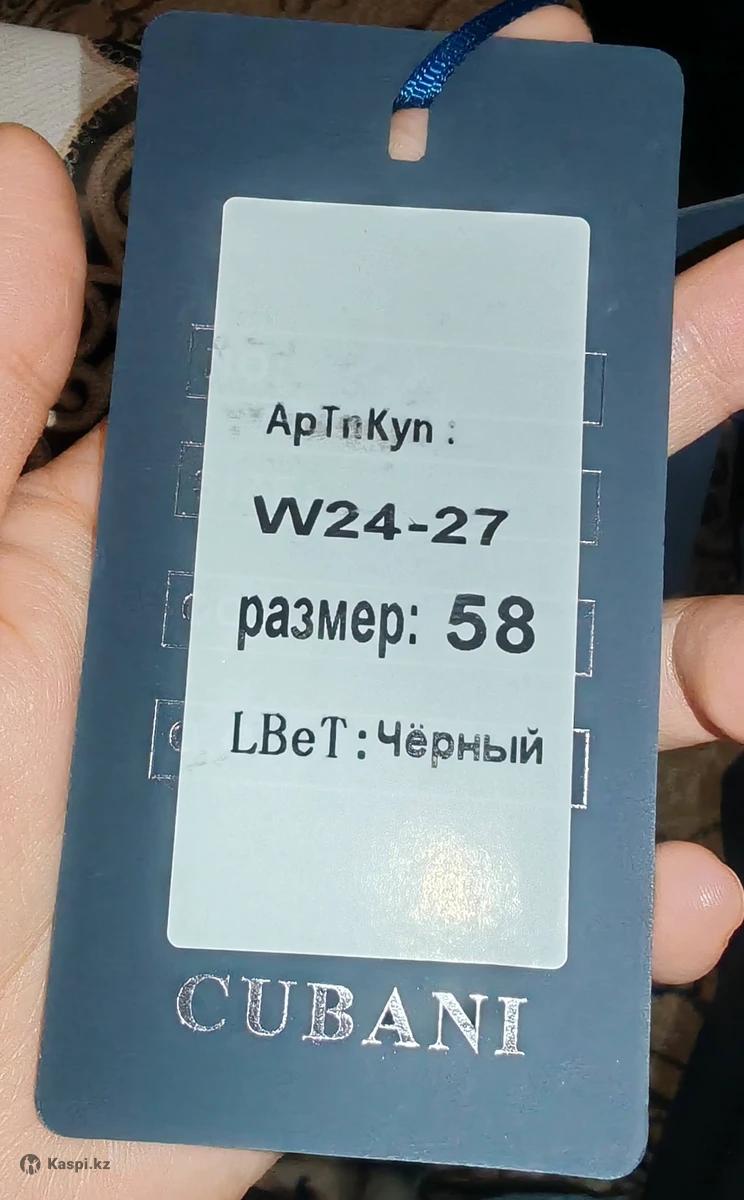 АрТпКуп :
W24-27
размер: 58
LBeT:Чёрный
CUBANI
Kaspi.kz